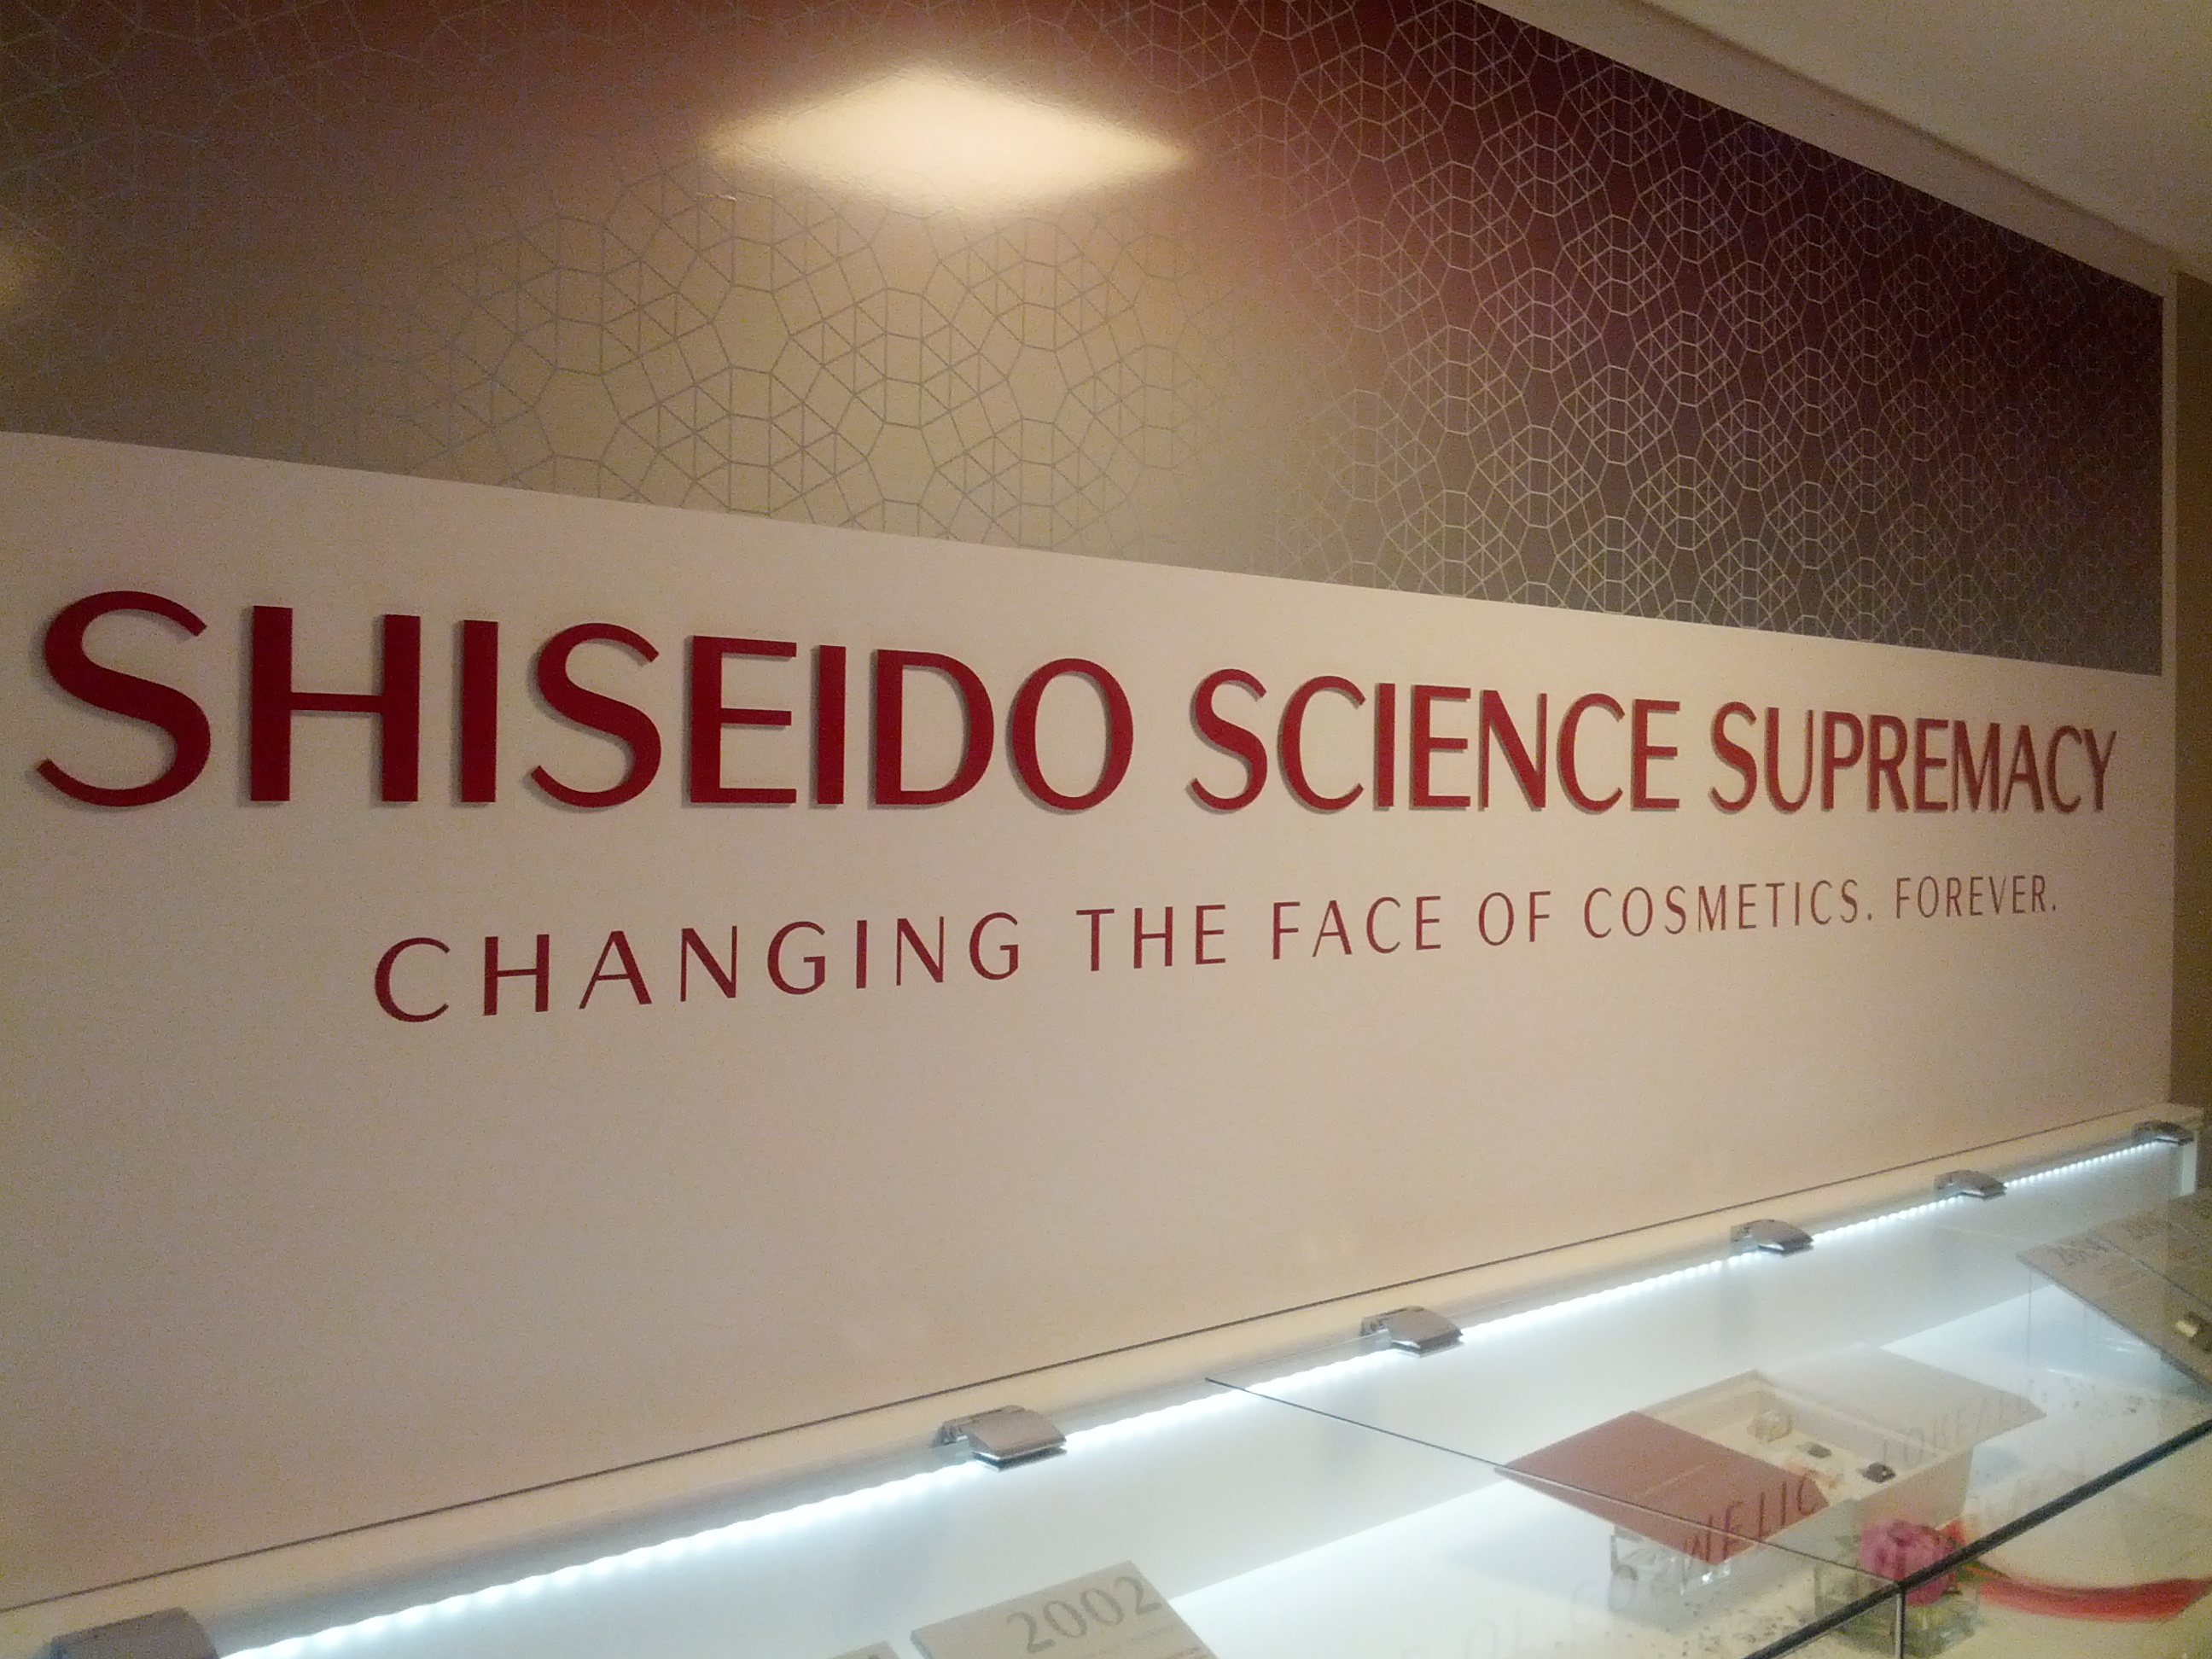 SHISEIDO SCIENCE SUPREMACY
CHANGING THE FACE OF COSMETICS. FOREVER.
2002